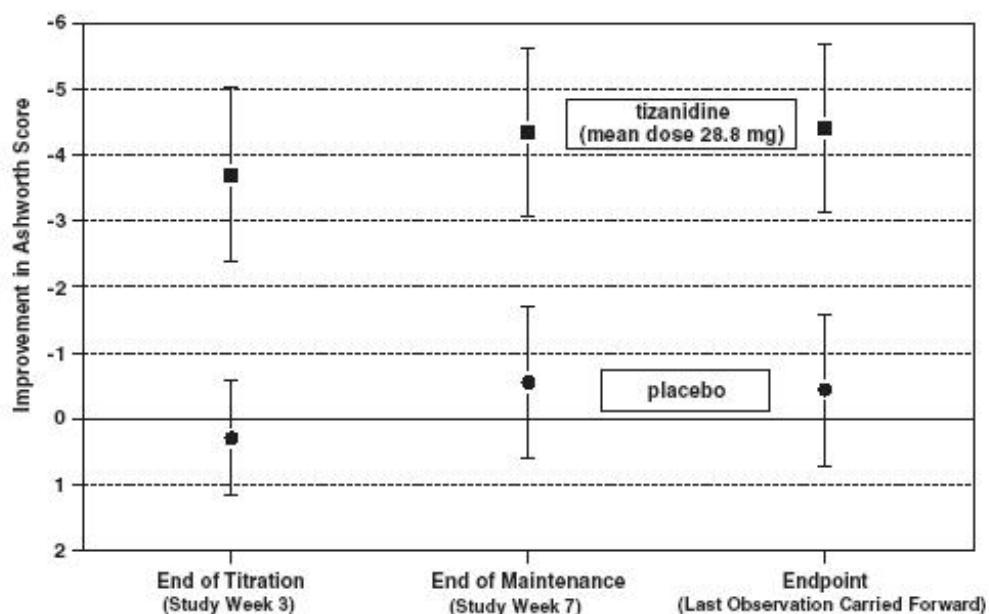 Improvement in Ashworth Score
-6
-5
-4
-3
-2
-1
0
1
2
tizanidine
(mean dose 28.8 mg)
placebo
End of Titration
(Study Week 3)
End of Maintenance
(Study Week 7)
Endpoint
(Last Observation Carried Forward)